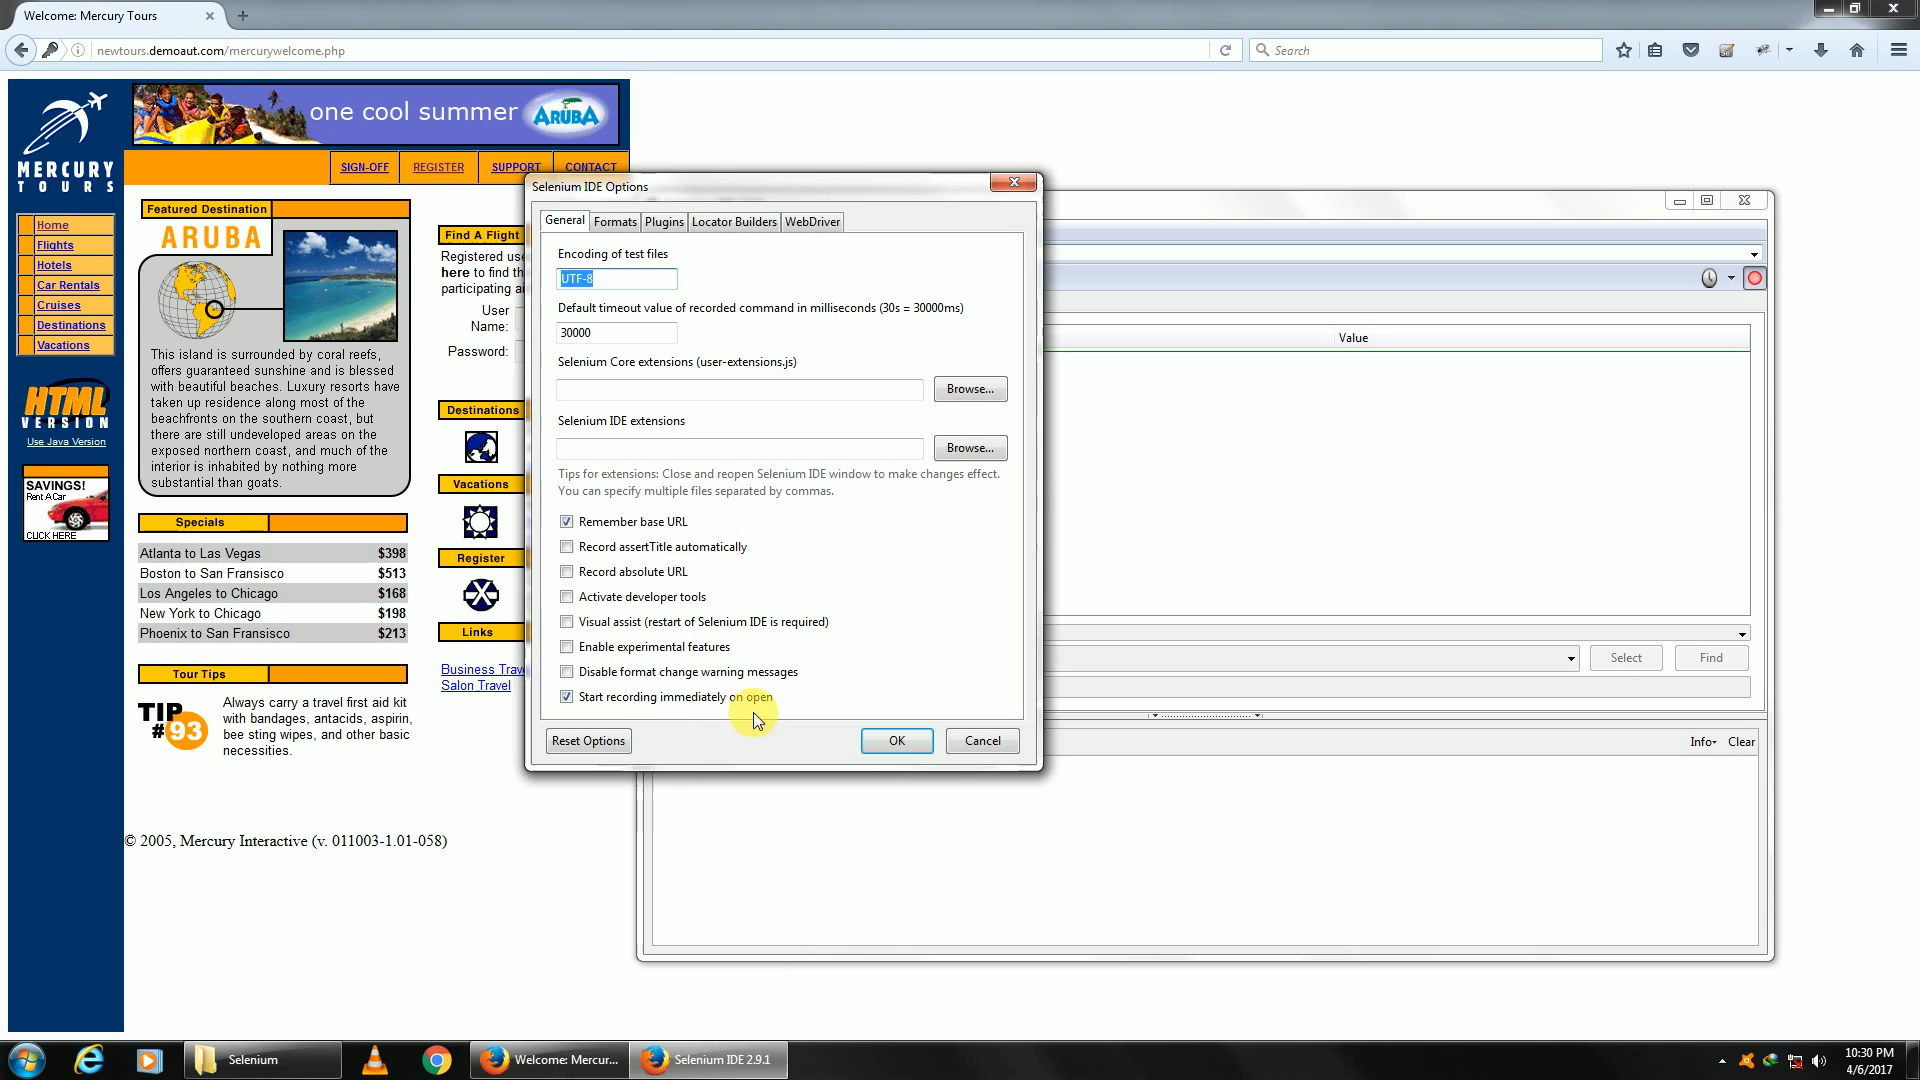 Welcome: Mercury Tours
newtours.demoaut.com/mercurywelcome.php
Search
one cool summer
ARUBA
MERCURY
TOURS
SIGN-OFF
REGISTER
SUPPORT
CONTACT
Home
Flights
Hotels
Car Rentals
Cruises
Destinations
Vacations
HTML
VERSION
Use Java Version
SAVINGS!
Rent A Car
CLICK HERE
Featured Destination
ARUBA
This island is surrounded by coral reefs,
offers guaranteed sunshine and is blessed
with beautiful beaches. Luxury resorts have
taken up residence along most of the
beachfronts on the southern coast, but
there are still undeveloped areas on the
exposed northern coast, and much of the
interior is inhabited by nothing more
substantial than goats.
Specials
Atlanta to Las Vegas $398
Boston to San Fransisco $513
Los Angeles to Chicago $168
New York to Chicago $198
Phoenix to San Fransisco $213
Tour Tips
TIP
#93
Always carry a travel first aid kit
with bandages, antacids, aspirin,
bee sting wipes, and other basic
necessities.
Find A Flight
Registered use
here to find th
participating ai
User
Name:
Password:
Destinations
Vacations
Register
Links
Business Trav
Salon Travel
© 2005, Mercury Interactive (v. 011003-1.01-058)
Selenium IDE Options
General
Formats
Plugins
Locator Builders
WebDriver
Encoding of test files
UTF-8
Default timeout value of recorded command in milliseconds (30s = 30000ms)
30000
Selenium Core extensions (user-extensions.js)
Browse...
Selenium IDE extensions
Browse...
Tips for extensions: Close and reopen Selenium IDE window to make changes effect.
You can specify multiple files separated by commas.
Remember base URL
Record assertTitle automatically
Record absolute URL
Activate developer tools
Visual assist (restart of Selenium IDE is required)
Enable experimental features
Disable format change warning messages
Start recording immediately on open
Reset Options
OK
Cancel
Value
Select
Find
Info
Clear
Selenium
Welcome: Mercur...
Selenium IDE 2.9.1
10:30 PM
4/6/2017